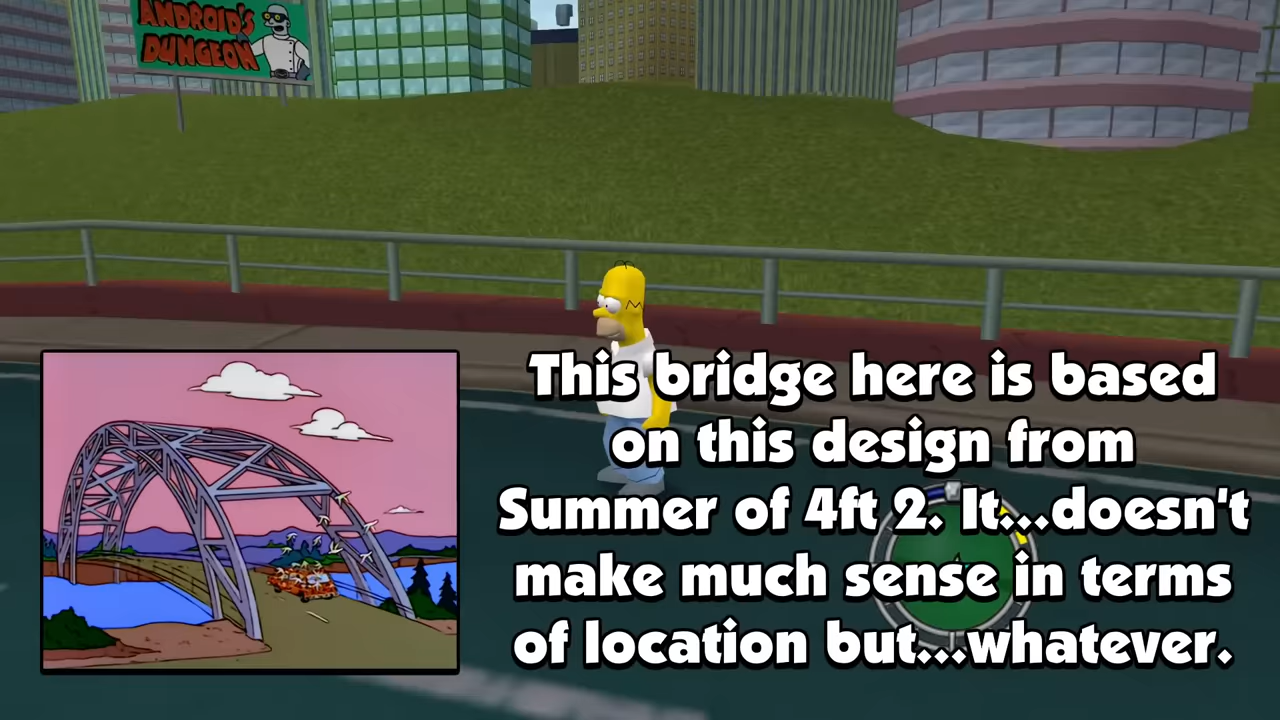 ANDROID'S
DUNGEON
This bridge here is based
on this design from
Summer of 4ft 2. It...doesn't
make much sense in terms
of location but...whatever.